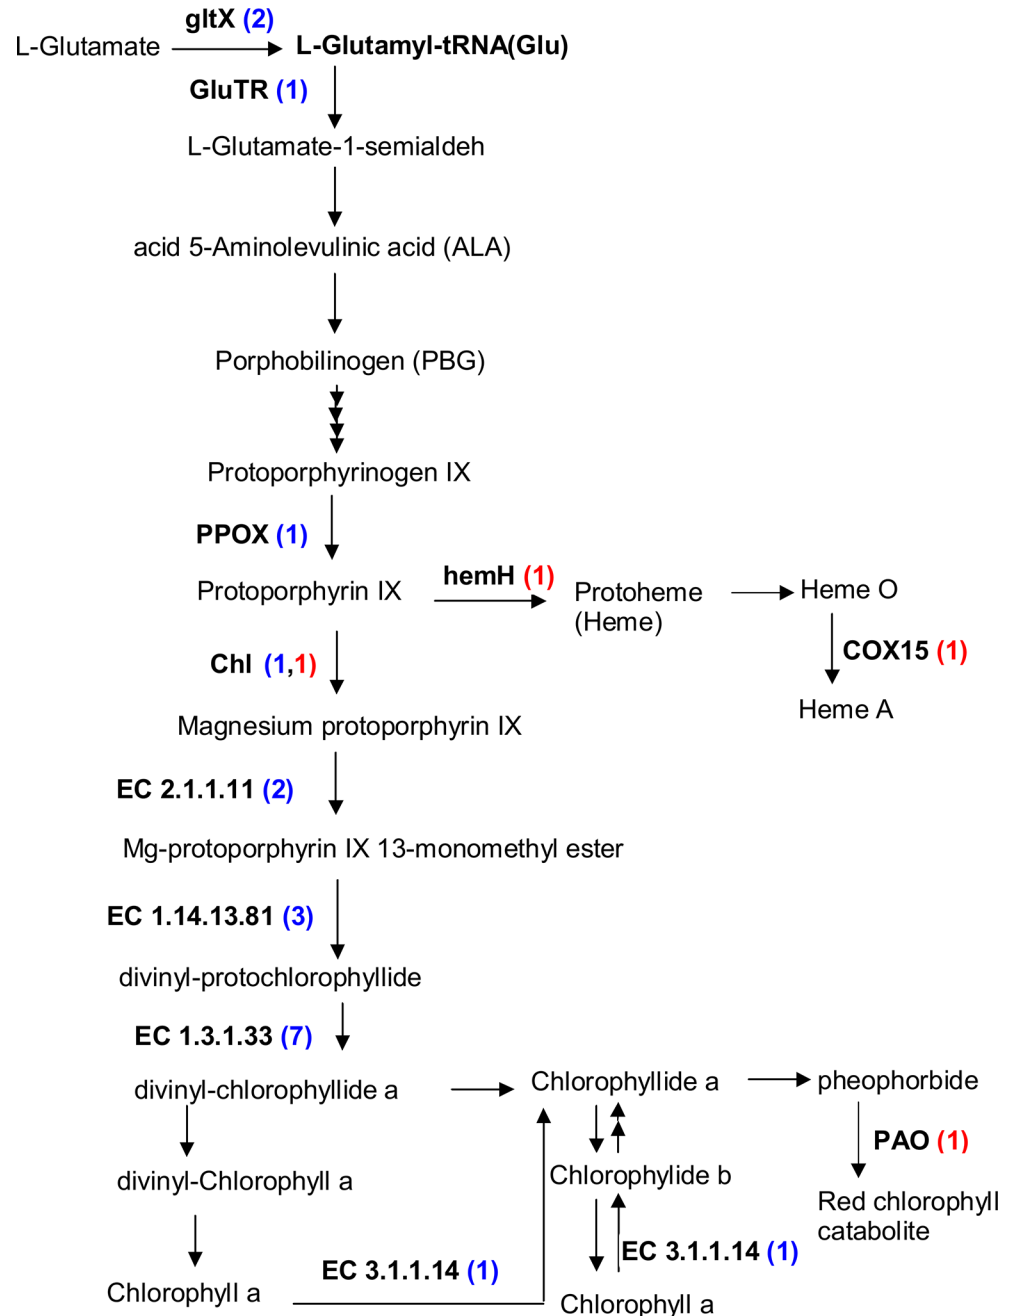 gltX (2)
L-Glutamate
L-Glutamyl-tRNA(Glu)
GluTR (1)
L-Glutamate-1-semialdeh
acid 5-Aminolevulinic acid (ALA)
Porphobilinogen (PBG)
Protoporphyrinogen IX
PPOX (1)
Protoporphyrin IX
hemH (1)
Protoheme
(Heme)
Heme O
COX15 (1)
Heme A
Chl (1,1)
Magnesium protoporphyrin IX
EC 2.1.1.11 (2)
Mg-protoporphyrin IX 13-monomethyl ester
EC 1.14.13.81 (3)
divinyl-protochlorophyllide
EC 1.3.1.33 (7)
divinyl-chlorophyllide a
Chlorophyllide a
pheophorbide
PAO (1)
divinyl-Chlorophyll a
Chlorophylide b
Red chlorophyll
catabolite
EC 3.1.1.14 (1)
EC 3.1.1.14 (1)
Chlorophyll a
Chlorophyll a